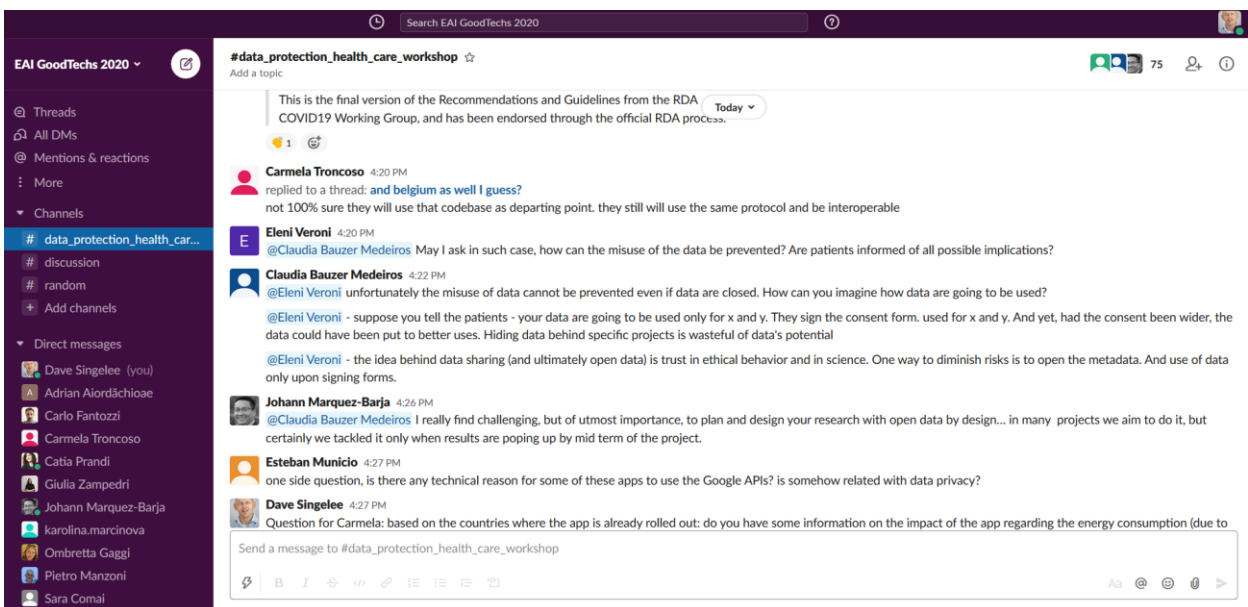 Search EAI GoodTechs 2020
EAI GoodTechs 2020
Threads
All DMs
Mentions & reactions
More
Channels
# data_protection_health_car...
# discussion
# random
+ Add channels
Direct messages
Dave Singelee (you)
A Adrian Aiordăchioae
Carlo Fantozzi
Carmela Troncoso
Catia Prandi
Giulia Zampedri
Johann Marquez-Barja
karolina.marcinova
Ombretta Gaggi
Pietro Manzoni
Sara Comai
#data_protection_health_care_workshop
Add a topic
75
This is the final version of the Recommendations and Guidelines from the RDA
Today
COVID19 Working Group, and has been endorsed through the official RDA process.
1
Carmela Troncoso 4:20 PM
replied to a thread: and belgium as well I guess?
not 100% sure they will use that codebase as departing point. they still will use the same protocol and be interoperable
E
Eleni Veroni 4:20 PM
@Claudia Bauzer Medeiros May I ask in such case, how can the misuse of the data be prevented? Are patients informed of all possible implications?
Claudia Bauzer Medeiros 4:22 PM
@Eleni Veroni unfortunately the misuse of data cannot be prevented even if data are closed. How can you imagine how data are going to be used?
@Eleni Veroni - suppose you tell the patients - your data are going to be used only for x and y. They sign the consent form. used for x and y. And yet, had the consent been wider, the
data could have been put to better uses. Hiding data behind specific projects is wasteful of data's potential
@Eleni Veroni - the idea behind data sharing (and ultimately open data) is trust in ethical behavior and in science. One way to diminish risks is to open the metadata. And use of data
only upon signing forms.
Johann Marquez-Barja 4:26 PM
@Claudia Bauzer Medeiros I really find challenging, but of utmost importance, to plan and design your research with open data by design... in many projects we aim to do it, but
certainly we tackled it only when results are poping up by mid term of the project.
Esteban Municio 4:27 PM
one side question, is there any technical reason for some of these apps to use the Google APIs? is somehow related with data privacy?
Dave Singelee 4:27 PM
Question for Carmela: based on the countries where the app is already rolled out: do you have some information on the impact of the app regarding the energy consumption (due to
Send a message to #data_protection_health_care_workshop
B I S </> Aa @